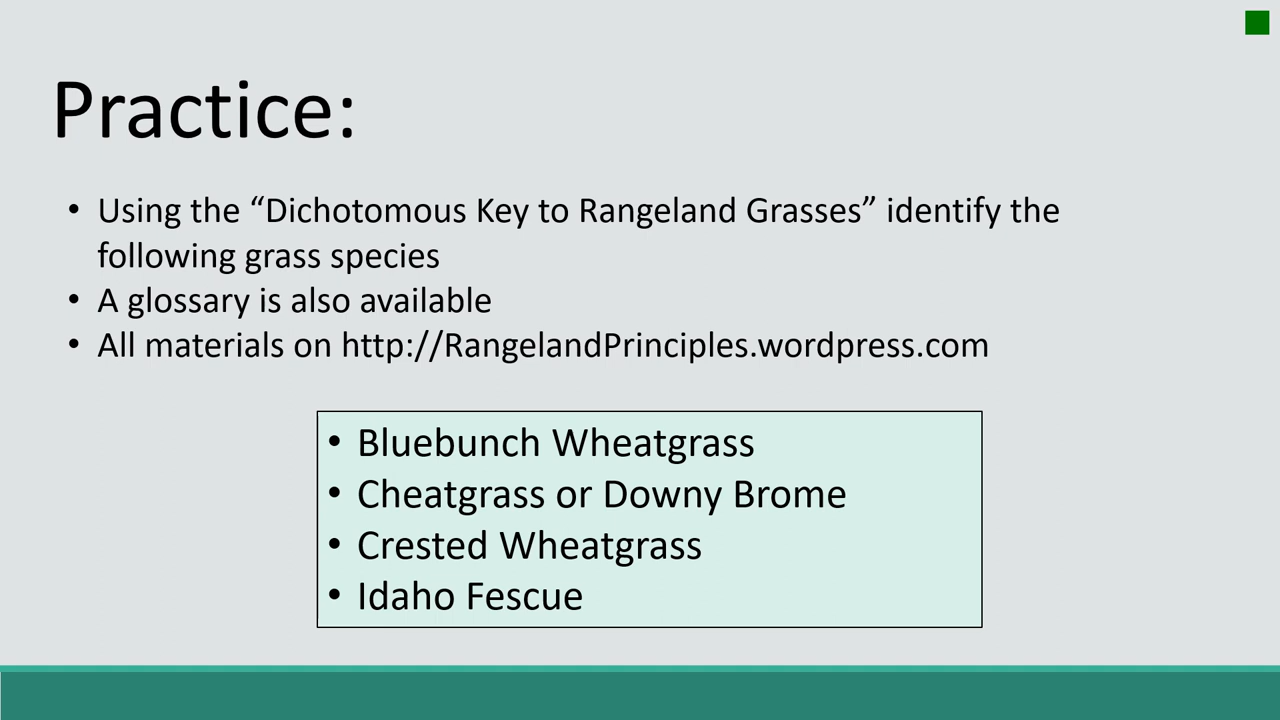 Practice:
• Using the “Dichotomous Key to Rangeland Grasses” identify the
following grass species
• A glossary is also available
• All materials on http://RangelandPrinciples.wordpress.com
• Bluebunch Wheatgrass
• Cheatgrass or Downy Brome
• Crested Wheatgrass
• Idaho Fescue